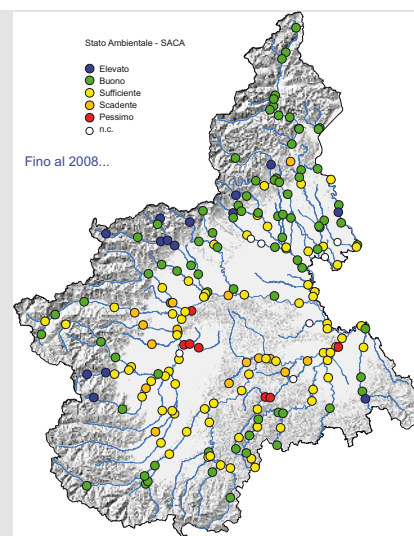 Stato Ambientale - SACA
Elevato
Buono
Sufficiente
Scadente
Pessimo
n.c.
Fino al 2008...